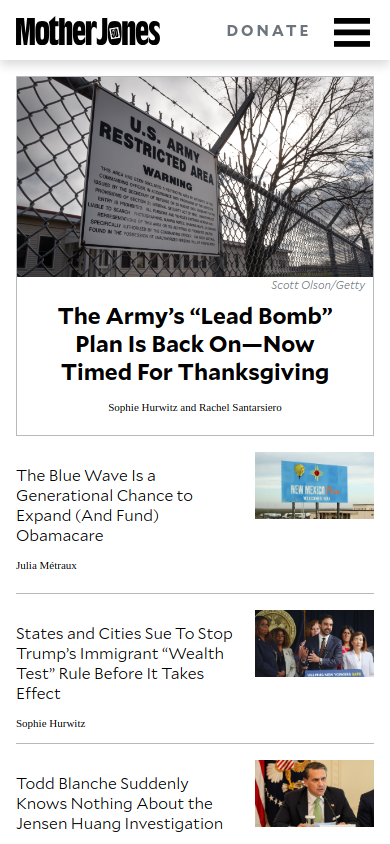 Mother Jones
50
DONATE
U.S. ARMY
RESTRICTED AREA
WARNING
Scott Olson/Getty
The Army’s “Lead Bomb”
Plan Is Back On—Now
Timed For Thanksgiving
Sophie Hurwitz and Rachel Santarsiero
The Blue Wave Is a
Generational Chance to
Expand (And Fund)
Obamacare
Julia Métraux
NEW MEXICO
WELCOMES YOU
States and Cities Sue To Stop
Trump’s Immigrant “Wealth
Test” Rule Before It Takes
Effect
Sophie Hurwitz
Todd Blanche Suddenly
Knows Nothing About the
Jensen Huang Investigation